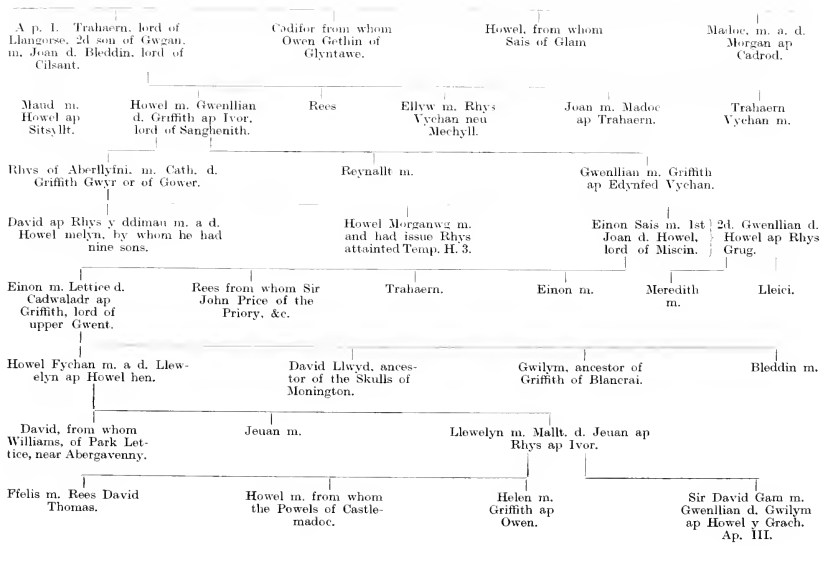 A p. I. Trahaern, lord of
Llangorse, 2d son of Gwgan,
m. Joan d. Bleddin, lord of
Cilsant.
Cadifor from whom
Owen Gethin of
Glyntawe.
Howel, from whom
Sais of Glam
Madoc, m. a. d.
Morgan ap
Cadrod.
Maud m.
Howel ap
Sitsyllt.
Howel m. Gwenllian
d. Griffith ap Ivor,
lord of Sanghenith.
Rees
Ellyw m. Rhys
Vychan neu
Mechyll.
Joan m. Madoc
ap Trahaern.
Trahaern
Vychan m.
Rhys of Aberllyfni. m. Cath. d.
Griffith Gwyr or of Gower.
Reynallt m.
Gwenllian m. Griffith
ap Edynfed Vychan.
David ap Rhys y ddiman m. a d.
Howel melyn, by whom he had
nine sons.
Howel Morganwg m.
and had issue Rhys
attainted Temp. H. 3.
Einon Sais m. 1st
Joan d. Howel,
lord of Miscin.
2d. Gwenllian d.
Howel ap Rhys
Grug.
Einon m. Lettice d.
Cadwaladr ap
Griffith, lord of
upper Gwent.
Rees from whom Sir
John Price of the
Priory, &c.
Trahaern.
Einon m.
Meredith
m.
Lleici.
Howel Fychan m. a d. Llew-
elyn ap Howel hen.
David Llwyd, ances-
tor of the Skulls of
Monington.
Gwilym, ancestor of
Griffith of Blancrai.
Bleddin m.
David, from whom
Williams, of Park Let-
tice, near Abergavenny.
Jeuan m.
Llewelyn m. Mallt. d. Jeuan ap
Rhys ap Ivor.
Ffelis m. Rees David
Thomas.
Howel m. from whom
the Powels of Castle-
madoc.
Helen m.
Griffith ap
Owen.
Sir David Gam m.
Gwenllian d. Gwilym
ap Howel y Grach.
Ap. III.